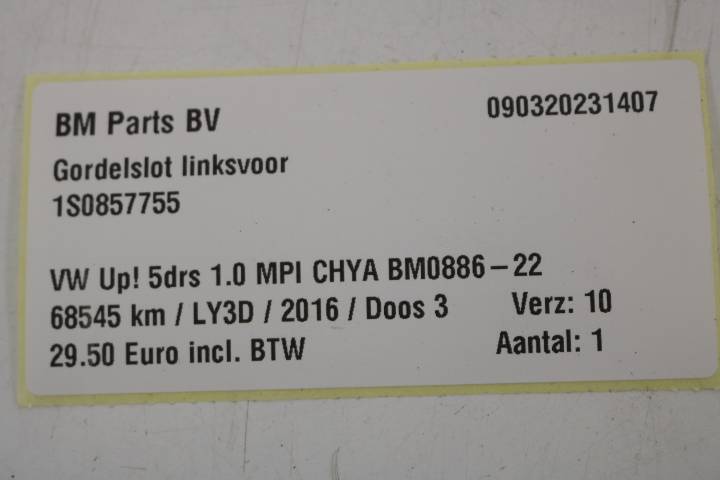 BM Parts BV 090320231407
Gordelslot linksvoor
1S0857755
VW Up! 5drs 1.0 MPI CHYA BM0886-22
68545 km / LY3D / 2016 / Doos 3 Verz: 10
29.50 Euro incl. BTW Aantal: 1